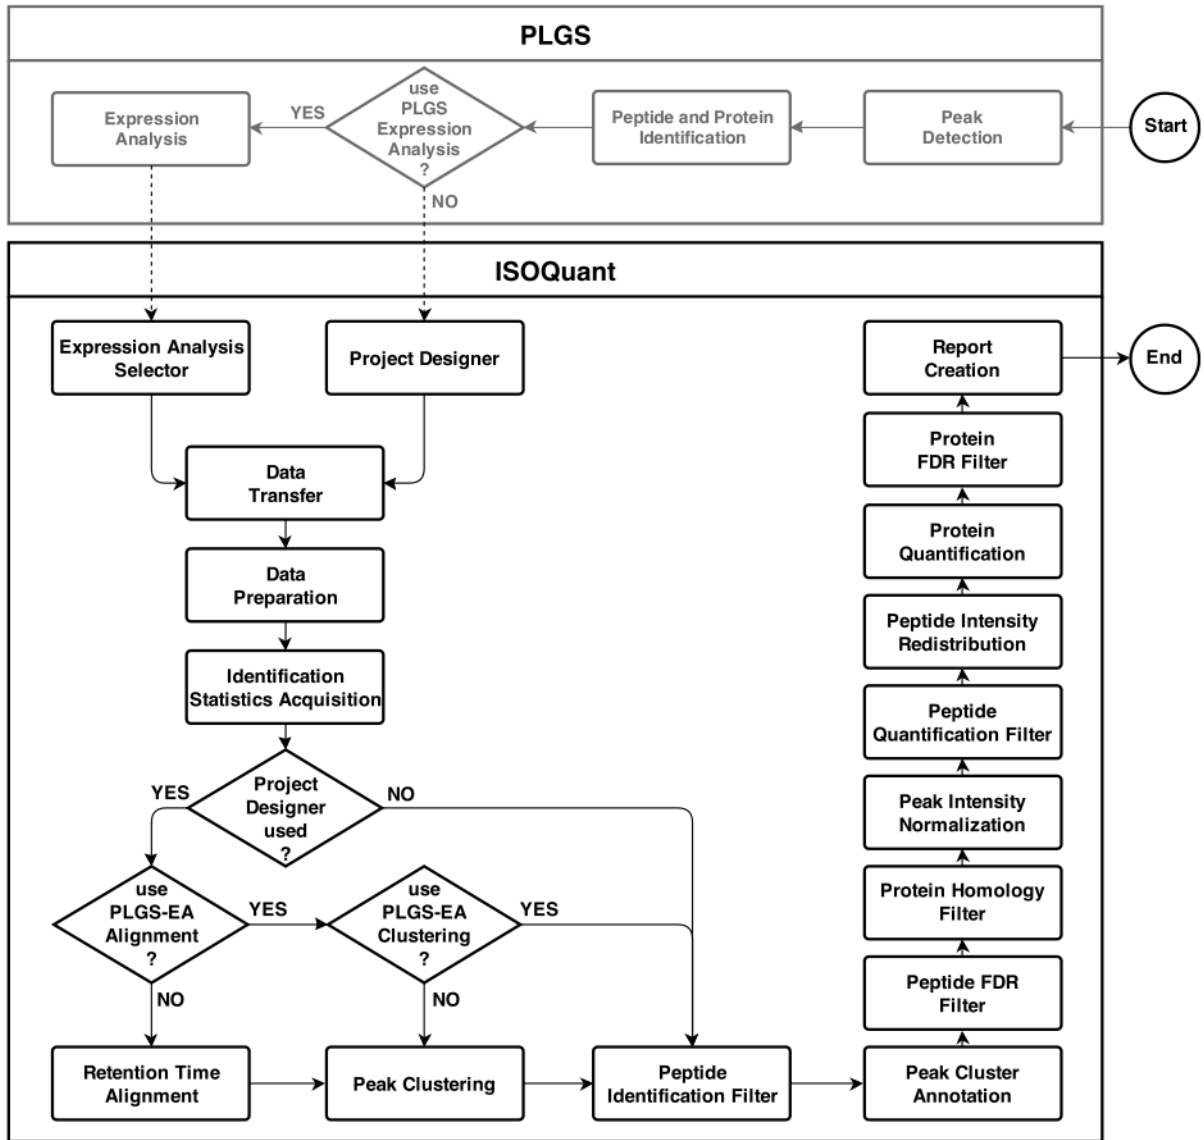 PLGS
Start
Peak
Detection
Peptide and Protein
Identification
use
PLGS
Expression
Analysis
?
YES
NO
Expression
Analysis
ISOQuant
Expression Analysis
Selector
Project Designer
Data
Transfer
Data
Preparation
Identification
Statistics Acquisition
Project
Designer
used
?
YES
NO
use
PLGS-EA
Alignment
?
YES
NO
use
PLGS-EA
Clustering
?
YES
NO
Retention Time
Alignment
Peak Clustering
Peptide
Identification Filter
Peak Cluster
Annotation
Peptide FDR
Filter
Protein Homology
Filter
Peak Intensity
Normalization
Peptide
Quantification Filter
Peptide Intensity
Redistribution
Protein
Quantification
Protein
FDR Filter
Report
Creation
End